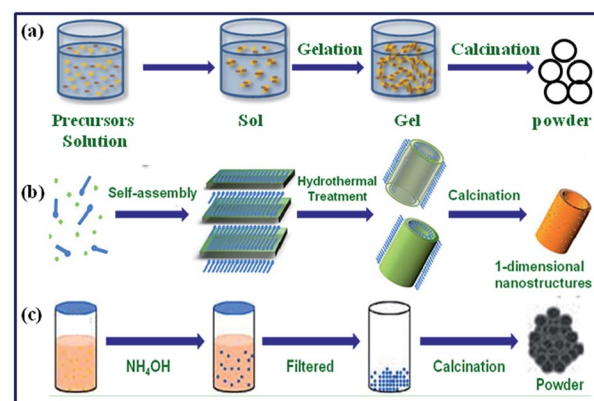 (a)
Gelation
Calcination
Precursors
Solution
Sol
Gel
powder
(b)
Self-assembly
Hydrothermal
Treatment
Calcination
1-dimensional
nanostructures
(c)
NH₄OH
Filtered
Calcination
Powder